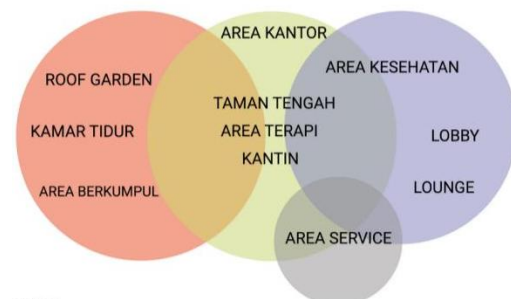 AREA KANTOR
ROOF GARDEN
AREA KESEHATAN
TAMAN TENGAH
KAMAR TIDUR
AREA TERAPI
LOBBY
KANTIN
AREA BERKUMPUL
LOUNGE
AREA SERVICE